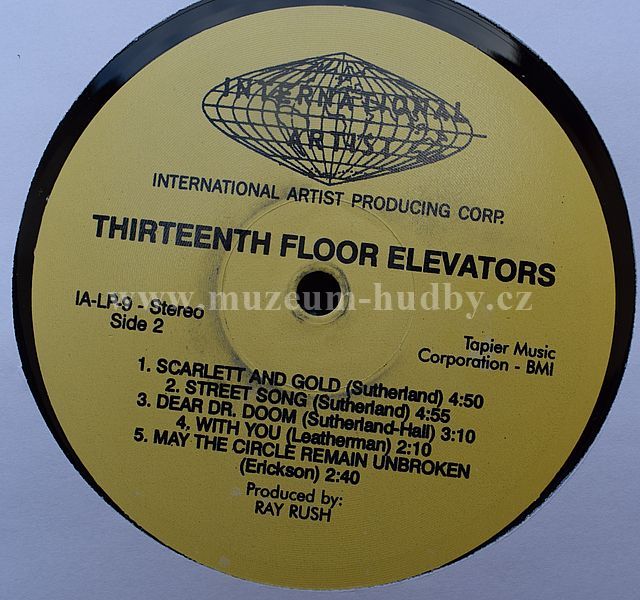 INTERNATIONAL
ARTISTS
INTERNATIONAL ARTIST PRODUCING CORP.
THIRTEENTH FLOOR ELEVATORS
www.muzeum-hudby.cz
IA-LP-9 - Stereo
Side 2
Tapier Music
Corporation - BMI
1. SCARLETT AND GOLD (Sutherland) 4:50
2. STREET SONG (Sutherland) 4:55
3. DEAR DR. DOOM (Sutherland-Hall) 3:10
4. WITH YOU (Leatherman) 2:10
5. MAY THE CIRCLE REMAIN UNBROKEN
(Erickson) 2:40
Produced by:
RAY RUSH